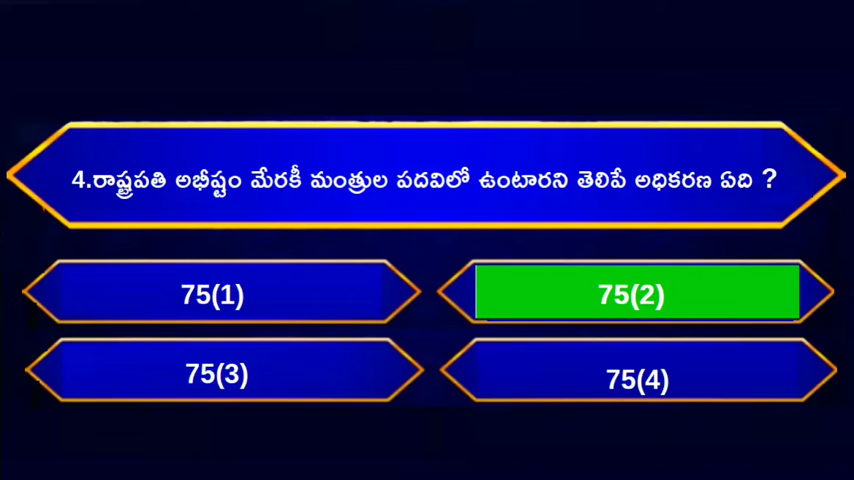 4.రాష్ట్రపతి అభీష్టం మేరకీ మంత్రుల పదవిలో ఉంటారని తెలిపే అధికరణ ఏది ?
75(1)
75(2)
75(3)
75(4)